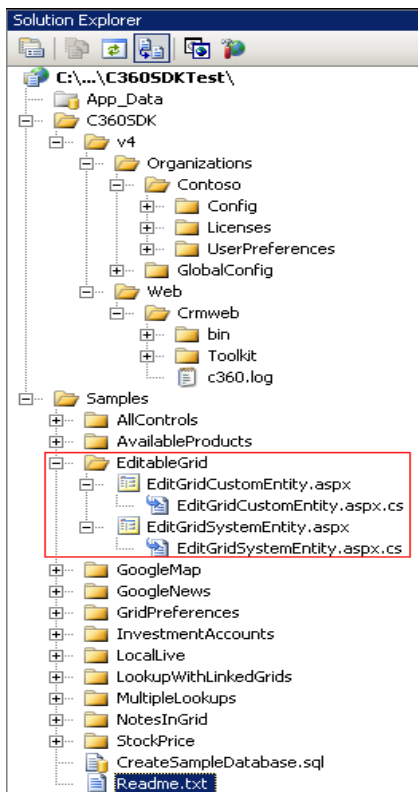 Solution Explorer
C:\...\C360SDKTest\
App_Data
C360SDK
v4
Organizations
Contoso
Config
Licenses
UserPreferences
GlobalConfig
Web
Crmweb
bin
Toolkit
c360.log
Samples
AllControls
AvailableProducts
EditableGrid
EditGridCustomEntity.aspx
EditGridCustomEntity.aspx.cs
EditGridSystemEntity.aspx
EditGridSystemEntity.aspx.cs
GoogleMap
GoogleNews
GridPreferences
InvestmentAccounts
LocalLive
LookupWithLinkedGrids
MultipleLookups
NotesInGrid
StockPrice
CreateSampleDatabase.sql
Readme.txt